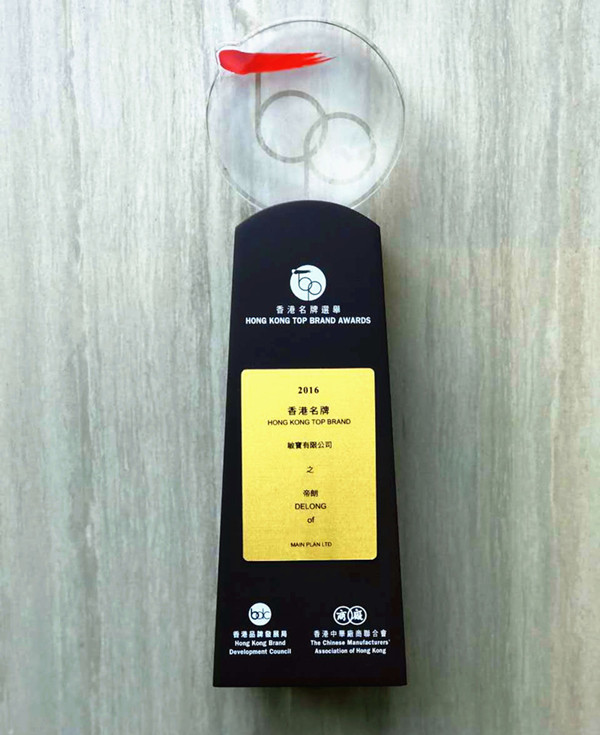 top
top
香港名牌選舉
HONG KONG TOP BRAND AWARDS
2016
香港名牌
HONG KONG TOP BRAND
敏寶有限公司
之
帝朗
DELONG
of
MAIN PLAN LTD
bdc
香港品牌發展局
Hong Kong Brand
Development Council
商廠
香港中華廠商聯合會
The Chinese Manufacturers'
Association of Hong Kong